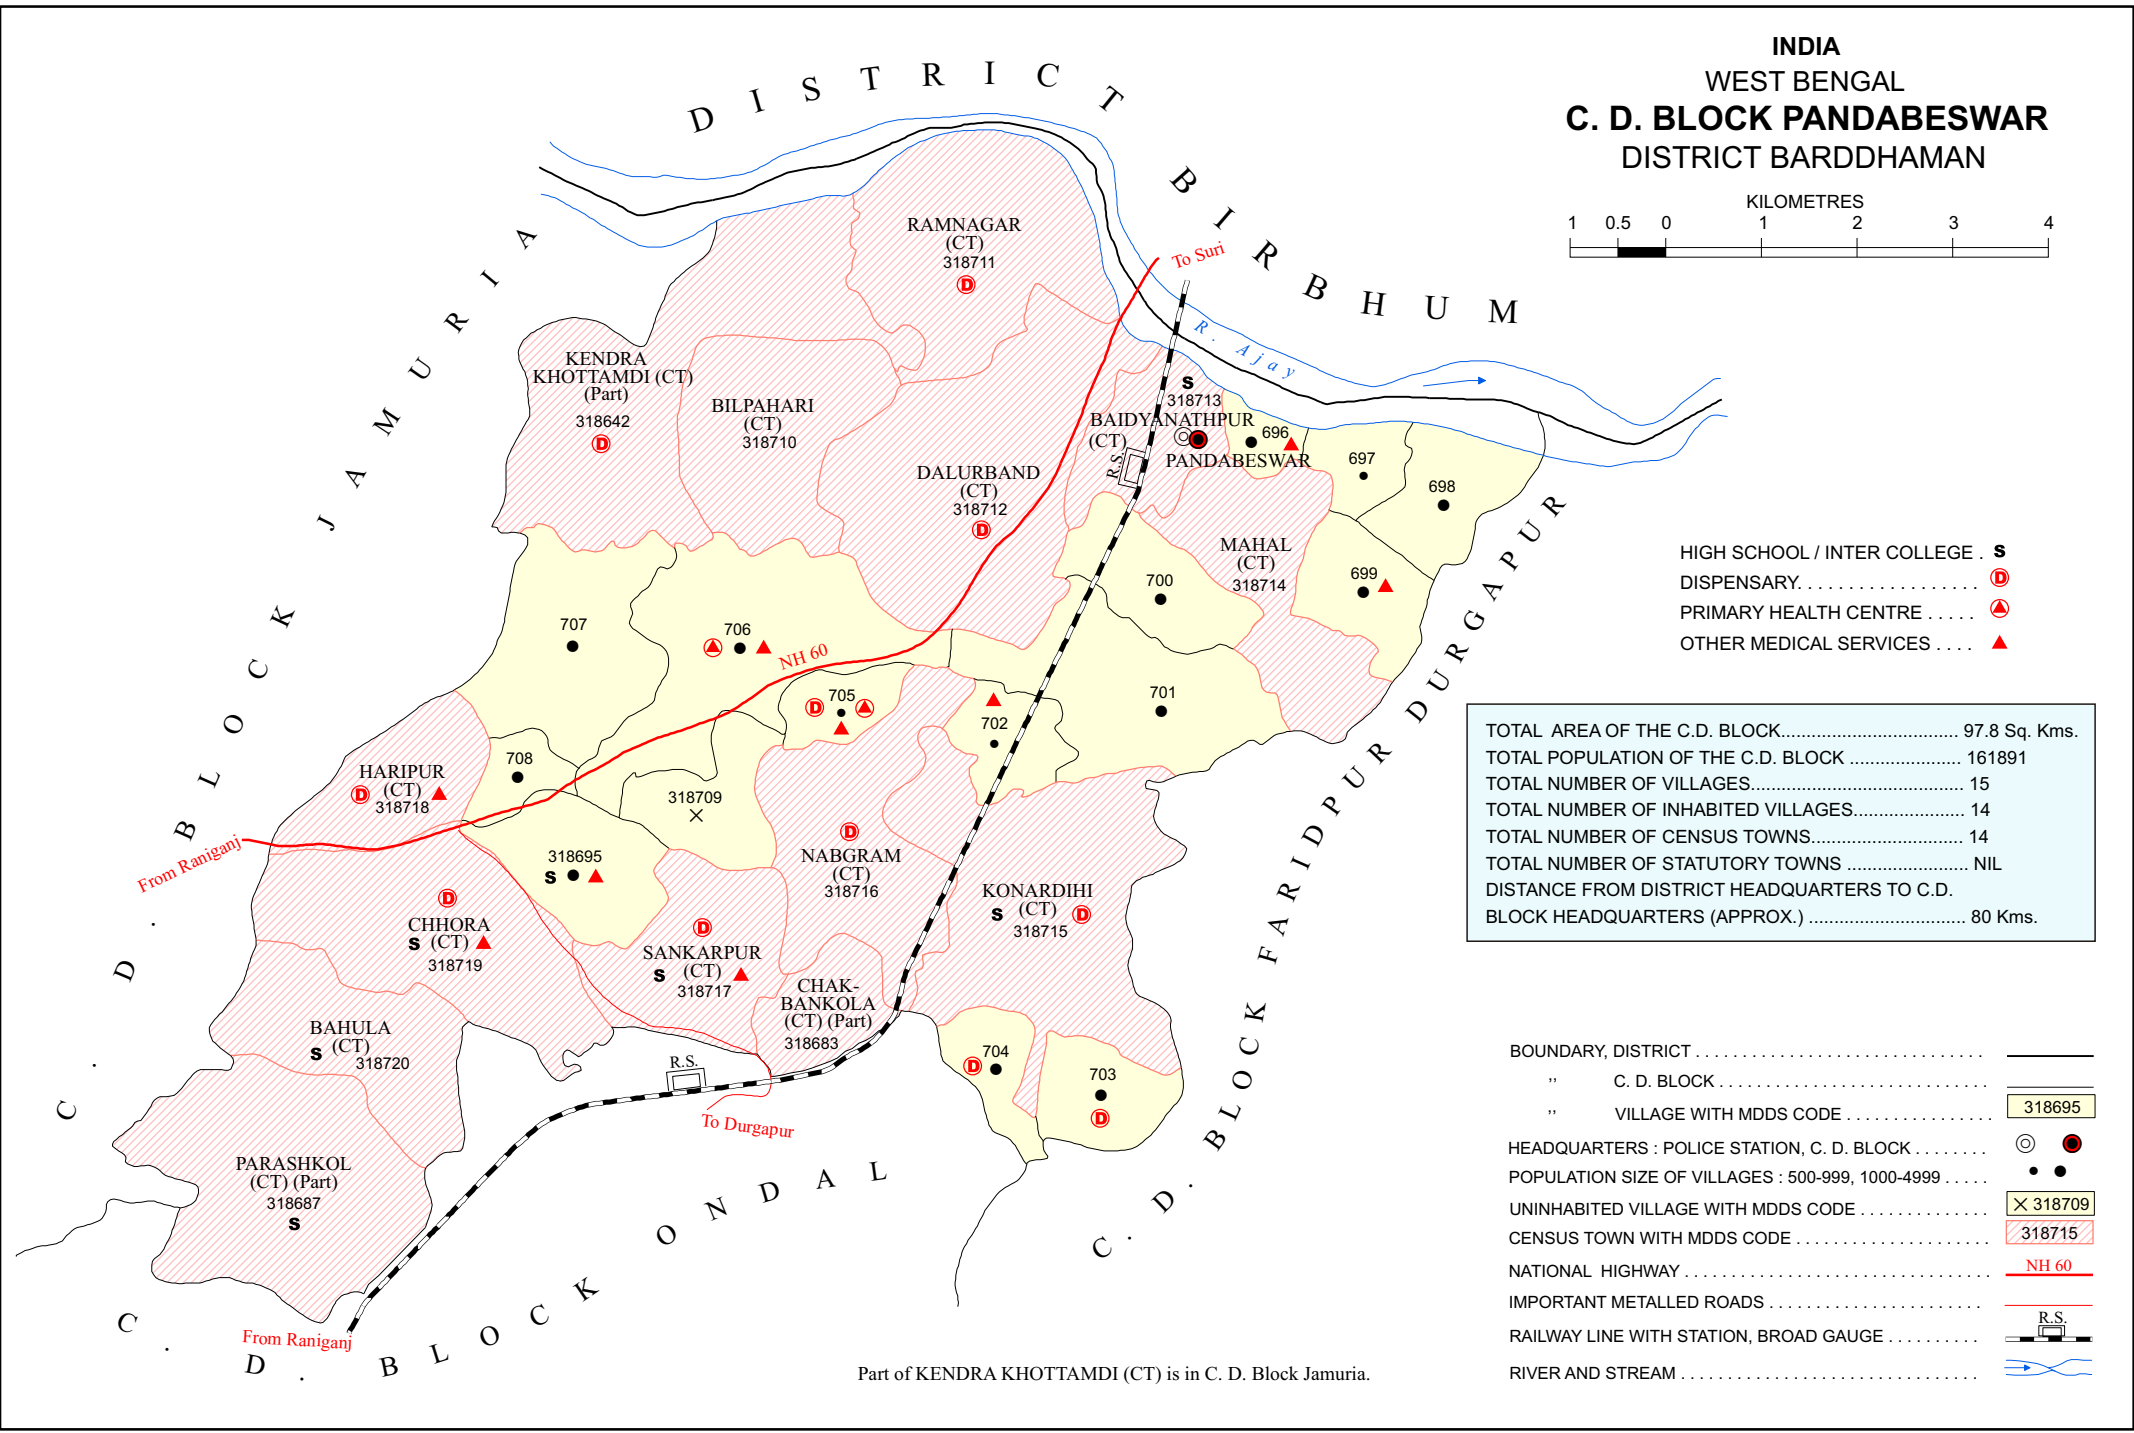 INDIA
WEST BENGAL
C. D. BLOCK PANDABESWAR
DISTRICT BARDDHAMAN
KILOMETRES
1 0.5 0 1 2 3 4
DISTRICT BIRBHUM
C. D. BLOCK JAMURIA
C. D. BLOCK ONDAL
C. D. BLOCK FARIDPUR DURGAPUR
To Suri
R. Ajay
RAMNAGAR
(CT)
318711
D
KENDRA
KHOTTAMDI (CT)
(Part)
318642
D
BILPAHARI
(CT)
318710
DALURBAND
(CT)
318712
D
S
318713
BAIDYANATHPUR
(CT)
R.S.
PANDABESWAR
696
697
698
MAHAL
(CT)
318714
699
700
701
702
707
706
NH 60
705
D
708
318709
318695
S
HARIPUR
(CT)
318718
D
From Raniganj
D
CHHORA
S (CT)
318719
D
NABGRAM
(CT)
318716
D
SANKARPUR
S (CT)
318717
KONARDIHI
S (CT) D
318715
CHAK-
BANKOLA
(CT) (Part)
318683
BAHULA
S (CT)
318720
R.S.
To Durgapur
704
D
703
D
PARASHKOL
(CT) (Part)
318687
S
From Raniganj
HIGH SCHOOL / INTER COLLEGE . S
DISPENSARY. . . . . . . . . . . . . . . . . . . D
PRIMARY HEALTH CENTRE . . . . .
OTHER MEDICAL SERVICES . . . .
TOTAL AREA OF THE C.D. BLOCK................................... 97.8 Sq. Kms.
TOTAL POPULATION OF THE C.D. BLOCK ...................... 161891
TOTAL NUMBER OF VILLAGES.......................................... 15
TOTAL NUMBER OF INHABITED VILLAGES...................... 14
TOTAL NUMBER OF CENSUS TOWNS.............................. 14
TOTAL NUMBER OF STATUTORY TOWNS ........................ NIL
DISTANCE FROM DISTRICT HEADQUARTERS TO C.D.
BLOCK HEADQUARTERS (APPROX.) ............................... 80 Kms.
BOUNDARY, DISTRICT . . . . . . . . . . . . . . . . . . . . . . . . . . . . . . .
,, C. D. BLOCK . . . . . . . . . . . . . . . . . . . . . . . . . . . . .
,, VILLAGE WITH MDDS CODE . . . . . . . . . . . . . . . . 318695
HEADQUARTERS : POLICE STATION, C. D. BLOCK . . . . . . . .
POPULATION SIZE OF VILLAGES : 500-999, 1000-4999 . . . . .
UNINHABITED VILLAGE WITH MDDS CODE . . . . . . . . . . . . . . 318709
CENSUS TOWN WITH MDDS CODE . . . . . . . . . . . . . . . . . . . . . 318715
NATIONAL HIGHWAY . . . . . . . . . . . . . . . . . . . . . . . . . . . . . . . . . NH 60
IMPORTANT METALLED ROADS . . . . . . . . . . . . . . . . . . . . . . .
R.S.
RAILWAY LINE WITH STATION, BROAD GAUGE . . . . . . . . . .
RIVER AND STREAM . . . . . . . . . . . . . . . . . . . . . . . . . . . . . . . .
Part of KENDRA KHOTTAMDI (CT) is in C. D. Block Jamuria.